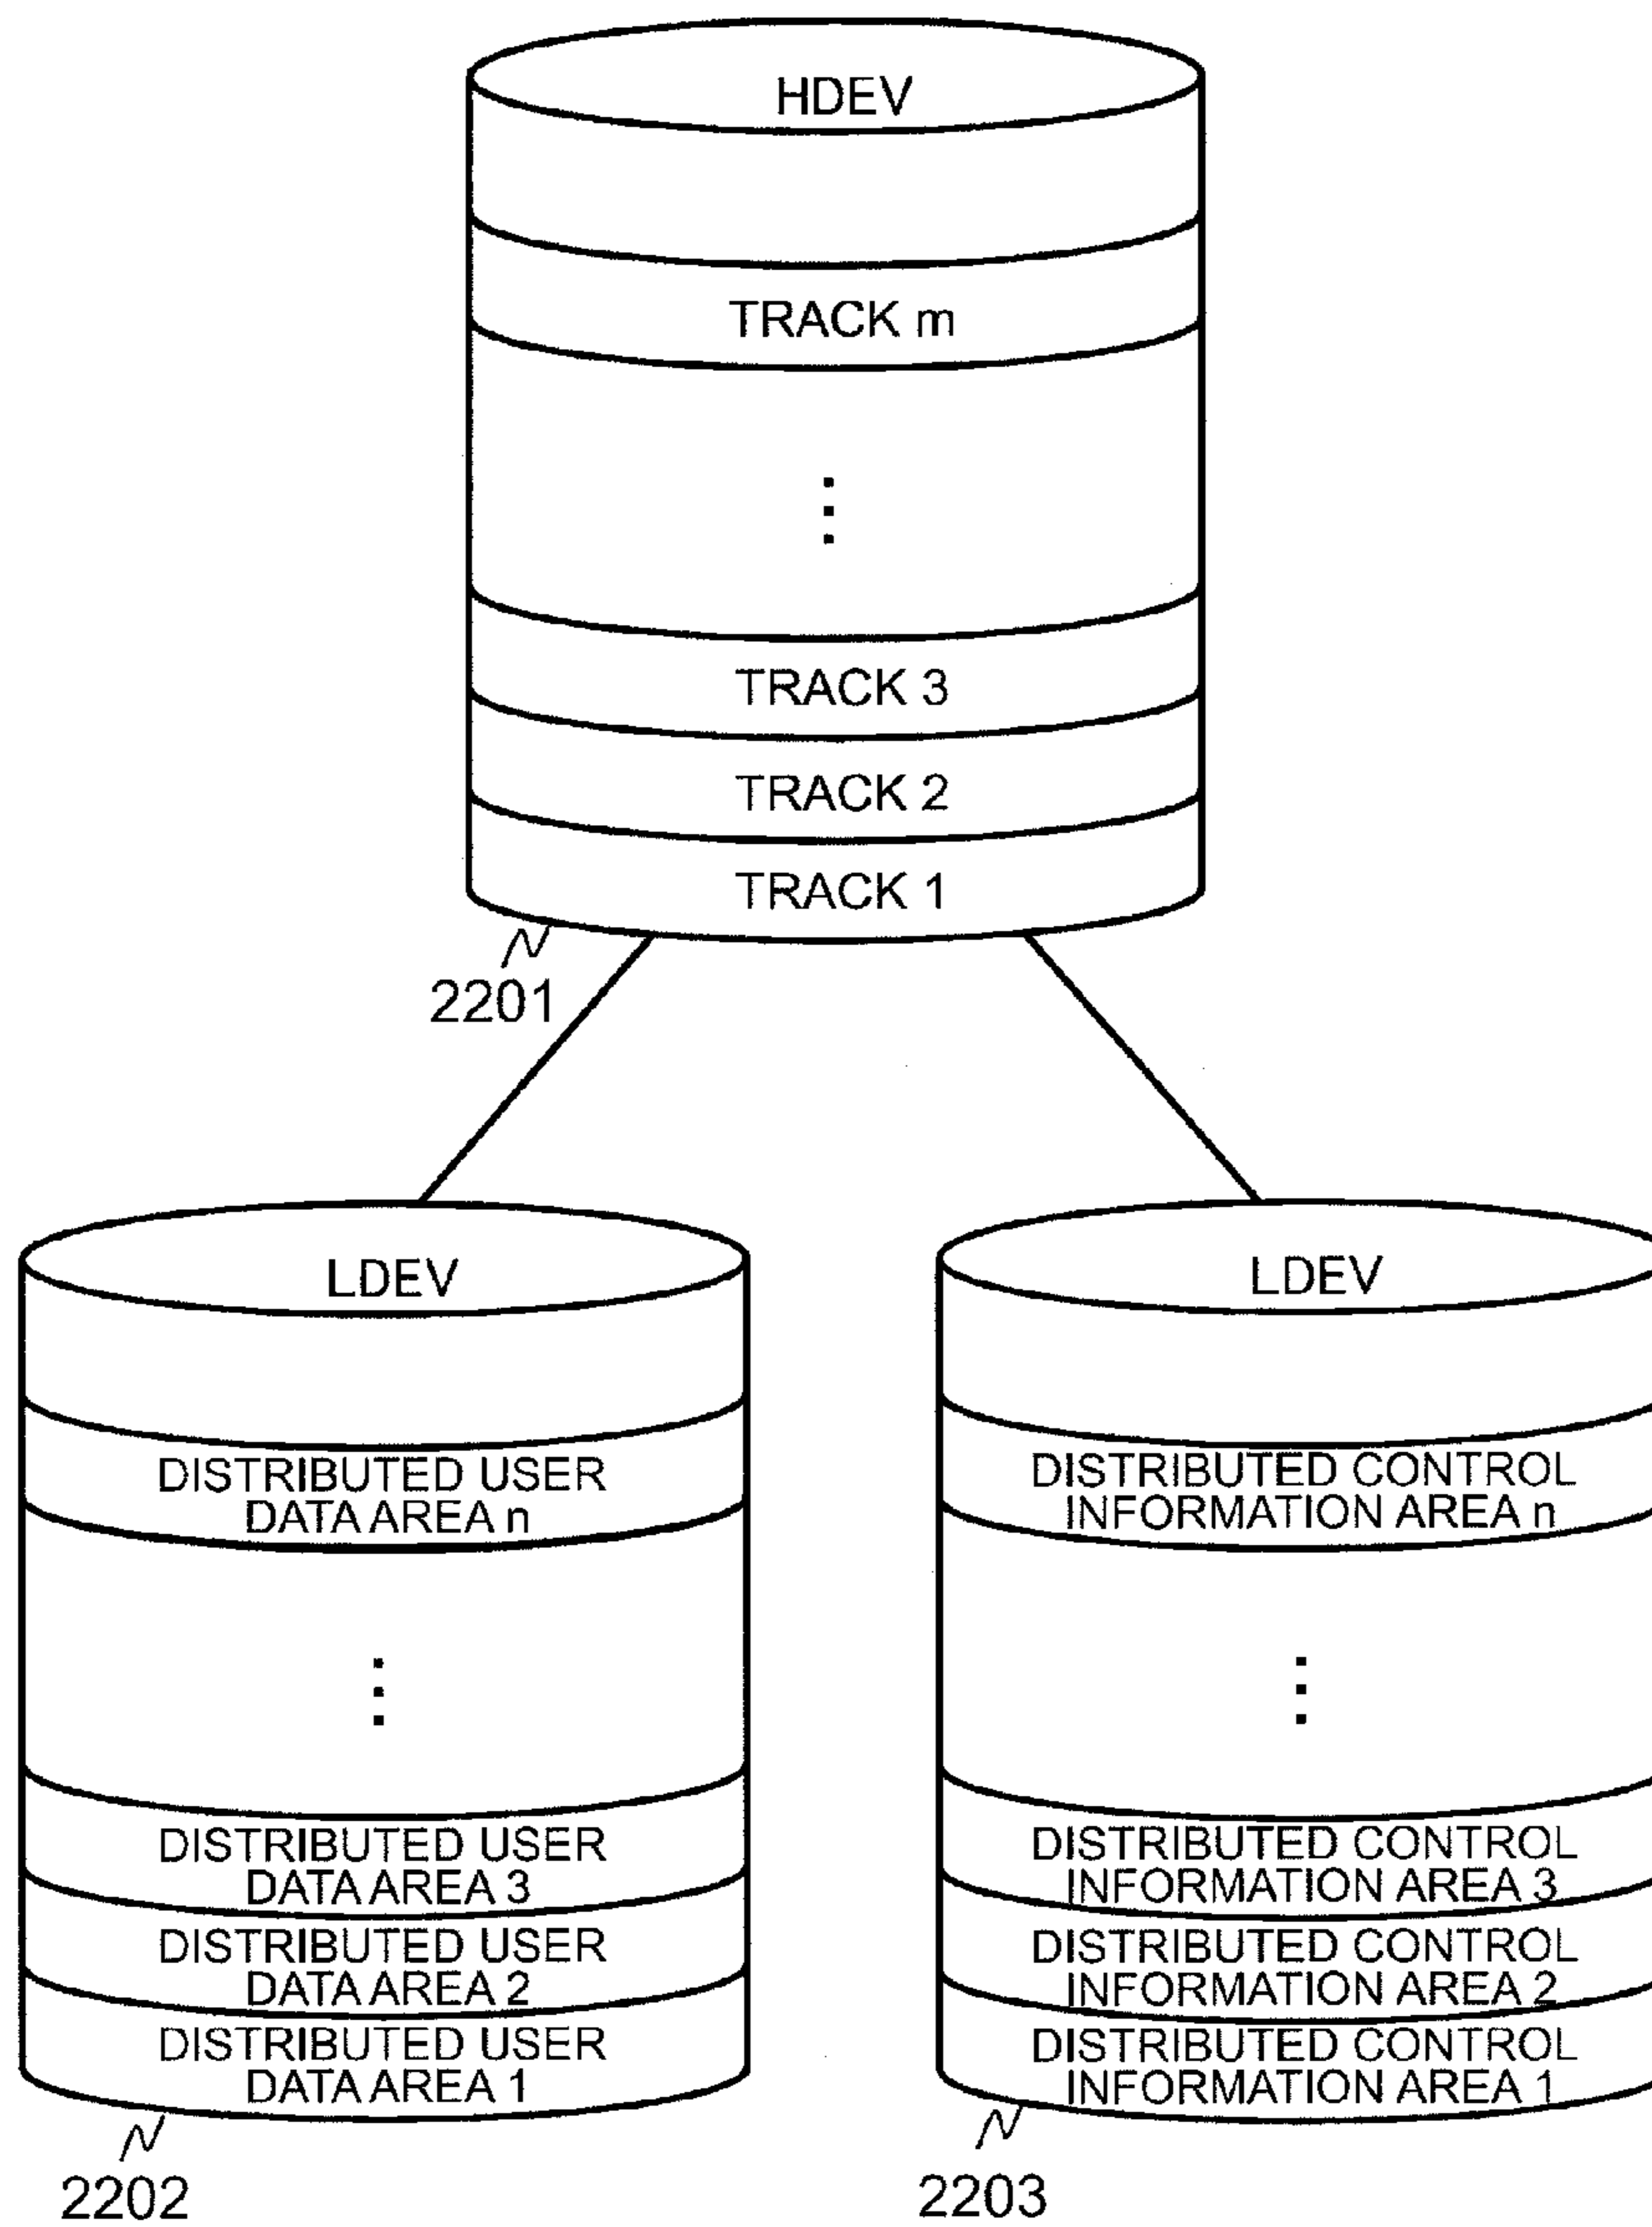 HDEV
TRACK m
TRACK 3
TRACK 2
TRACK 1
2201
LDEV
DISTRIBUTED USER
DATA AREA n
DISTRIBUTED USER
DATA AREA 3
DISTRIBUTED USER
DATA AREA 2
DISTRIBUTED USER
DATA AREA 1
2202
LDEV
DISTRIBUTED CONTROL
INFORMATION AREA n
DISTRIBUTED CONTROL
INFORMATION AREA 3
DISTRIBUTED CONTROL
INFORMATION AREA 2
DISTRIBUTED CONTROL
INFORMATION AREA 1
2203